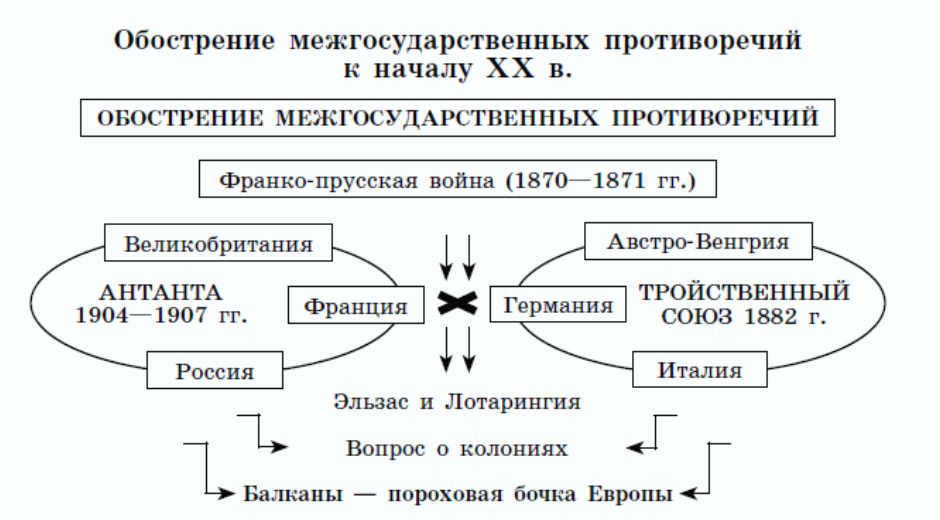 Обострение межгосударственных противоречий
к началу XX в.
ОБОСТРЕНИЕ МЕЖГОСУДАРСТВЕННЫХ ПРОТИВОРЕЧИЙ
Франко-прусская война (1870—1871 гг.)
Великобритания
АНТАНТА
1904—1907 гг.
Франция
Россия
Австро-Венгрия
Германия
ТРОЙСТВЕННЫЙ
СОЮЗ 1882 г.
Италия
Эльзас и Лотарингия
Вопрос о колониях
Балканы — пороховая бочка Европы